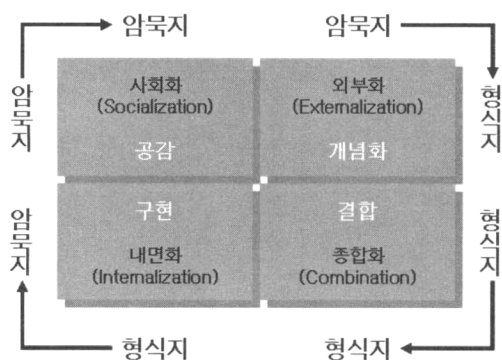 암묵지
암묵지
암묵지
사회화
(Socialization)
공감
외부화
(Externalization)
개념화
형식지
암묵지
구현
내면화
(Internalization)
결합
종합화
(Combination)
형식지
형식지
형식지